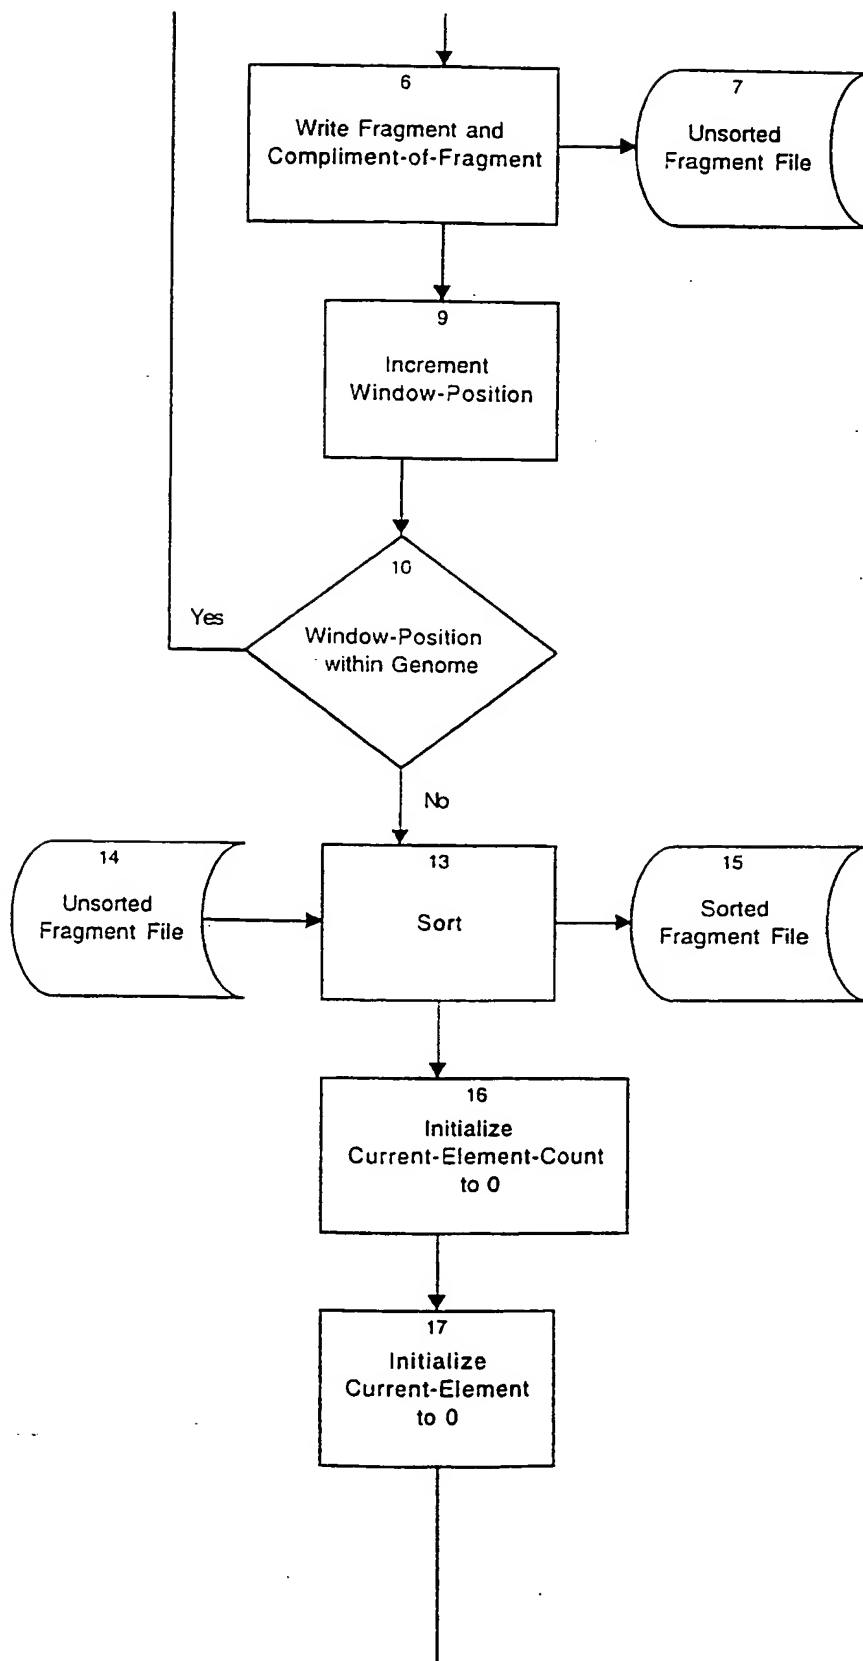 6
Write Fragment and
Compliment-of-Fragment
7
Unsorted
Fragment File
9
Increment
Window-Position
10
Window-Position
within Genome
Yes
No
14
Unsorted
Fragment File
13
Sort
15
Sorted
Fragment File
16
Initialize
Current-Element-Count
to 0
17
Initialize
Current-Element
to 0